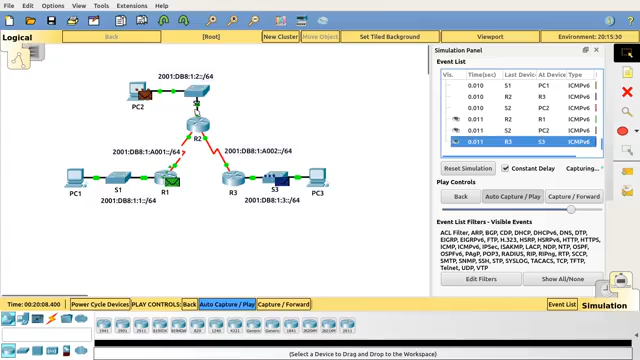 File Edit Options View Tools Extensions Help
Logical Back [Root] New Cluster Move Object Set Tiled Background Viewport Environment: 20:15:30
2001:DB8:1:2::/64
PC2
S2
R2
2001:DB8:1:A001::/64
2001:DB8:1:A002::/64
PC1 S1 R1 R3 S3 PC3
2001:DB8:1:1::/64
2001:DB8:1:3::/64
Simulation Panel
Event List
Vis. Time(sec) Last Device At Device Type
0.010 S1 PC1 ICMPv6
0.010 R2 R3 ICMPv6
0.010 S2 PC2 ICMPv6
0.011 R2 R1 ICMPv6
0.011 S2 PC2 ICMPv6
0.011 R3 S3 ICMPv6
Reset Simulation Constant Delay Capturing...
Play Controls
Back Auto Capture / Play Capture / Forward
Event List Filters - Visible Events
ACL Filter, ARP, BGP, CDP, DHCP, DHCPv6, DNS, DTP,
EIGRP, EIGRPv6, FTP, H.323, HSRP, HSRPv6, HTTP, HTTPS,
ICMP, ICMPv6, IPSec, ISAKMP, LACP, NDP, NTP, OSPF,
OSPFv6, PAgP, POP3, RADIUS, RIP, RIPng, RTP, SCCP,
SMTP, SNMP, SSH, STP, SYSLOG, TACACS, TCP, TFTP,
Telnet, UDP, VTP
Edit Filters Show All/None
Time: 00:20:08.400 Power Cycle Devices PLAY CONTROLS: Back Auto Capture / Play Capture / Forward Event List Simulation
1941 2901 2911 819 1240 Generic Generic 1841 2811
(Select a Device to Drag and Drop to the Workspace)